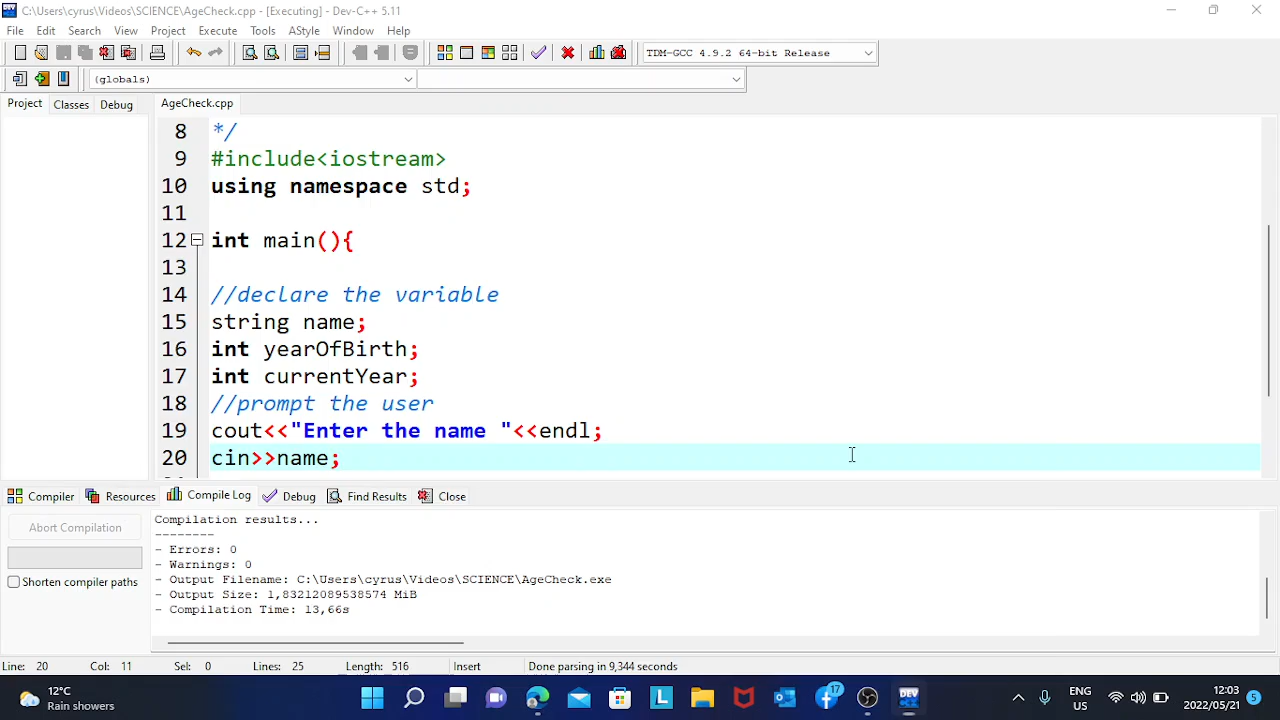 C:\Users\cyrus\Videos\SCIENCE\AgeCheck.cpp - [Executing] - Dev-C++ 5.11
File Edit Search View Project Execute Tools AStyle Window Help
TDM-GCC 4.9.2 64-bit Release
(globals)
Project Classes Debug AgeCheck.cpp
8 */
9 #include<iostream>
10 using namespace std;
11
12 int main(){
13
14 //declare the variable
15 string name;
16 int yearOfBirth;
17 int currentYear;
18 //prompt the user
19 cout<<"Enter the name "<<endl;
20 cin>>name;
Compiler Resources Compile Log Debug Find Results Close
Abort Compilation
Shorten compiler paths
Compilation results...
--------
- Errors: 0
- Warnings: 0
- Output Filename: C:\Users\cyrus\Videos\SCIENCE\AgeCheck.exe
- Output Size: 1,83212089538574 MiB
- Compilation Time: 13,66s
Line: 20 Col: 11 Sel: 0 Lines: 25 Length: 516 Insert Done parsing in 9,344 seconds
12°C
Rain showers
L
17
DEV
ENG
US
12:03
2022/05/21
5